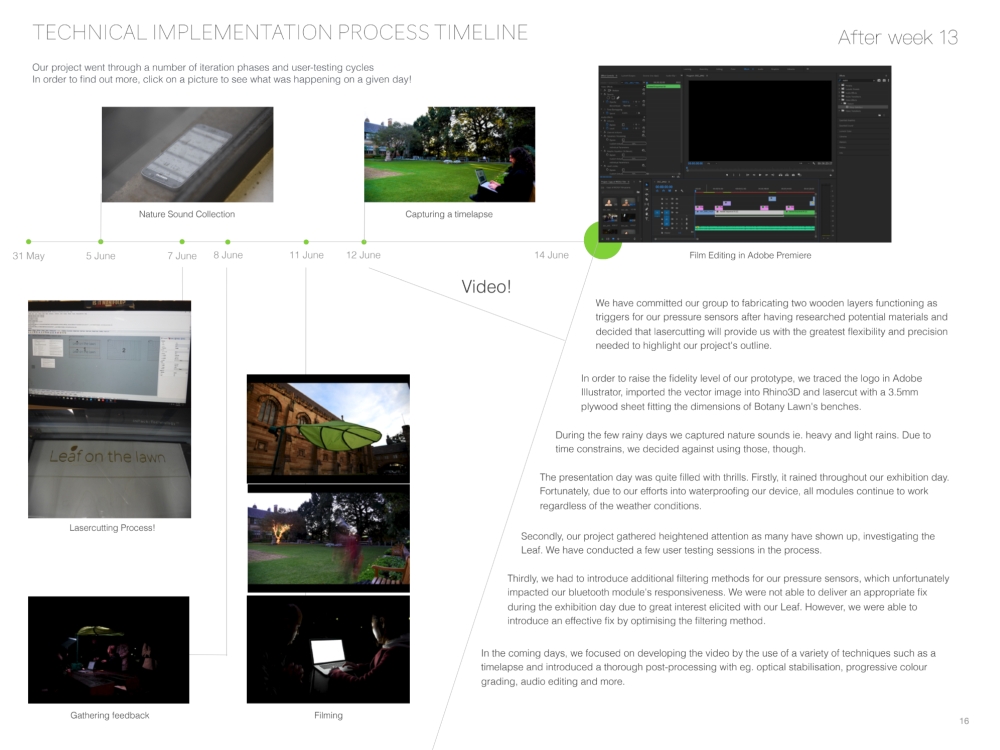 TECHNICAL IMPLEMENTATION PROCESS TIMELINE
After week 13
Our project went through a number of iteration phases and user-testing cycles
In order to find out more, click on a picture to see what was happening on a given day!
Nature Sound Collection
Capturing a timelapse
31 May
5 June
7 June
8 June
11 June
12 June
14 June
Film Editing in Adobe Premiere
Video!
Leaf on the lawn
Lasercutting Process!
Gathering feedback
Filming
We have committed our group to fabricating two wooden layers functioning as
triggers for our pressure sensors after having researched potential materials and
decided that lasercutting will provide us with the greatest flexibility and precision
needed to highlight our project's outline.
In order to raise the fidelity level of our prototype, we traced the logo in Adobe
Illustrator, imported the vector image into Rhino3D and lasercut with a 3.5mm
plywood sheet fitting the dimensions of Botany Lawn's benches.
During the few rainy days we captured nature sounds ie. heavy and light rains. Due to
time constrains, we decided against using those, though.
The presentation day was quite filled with thrills. Firstly, it rained throughout our exhibition day.
Fortunately, due to our efforts into waterproofing our device, all modules continue to work
regardless of the weather conditions.
Secondly, our project gathered heightened attention as many have shown up, investigating the
Leaf. We have conducted a few user testing sessions in the process.
Thirdly, we had to introduce additional filtering methods for our pressure sensors, which unfortunately
impacted our bluetooth module's responsiveness. We were not able to deliver an appropriate fix
during the exhibition day due to great interest elicited with our Leaf. However, we were able to
introduce an effective fix by optimising the filtering method.
In the coming days, we focused on developing the video by the use of a variety of techniques such as a
timelapse and introduced a thorough post-processing with eg. optical stabilisation, progressive colour
grading, audio editing and more.
16